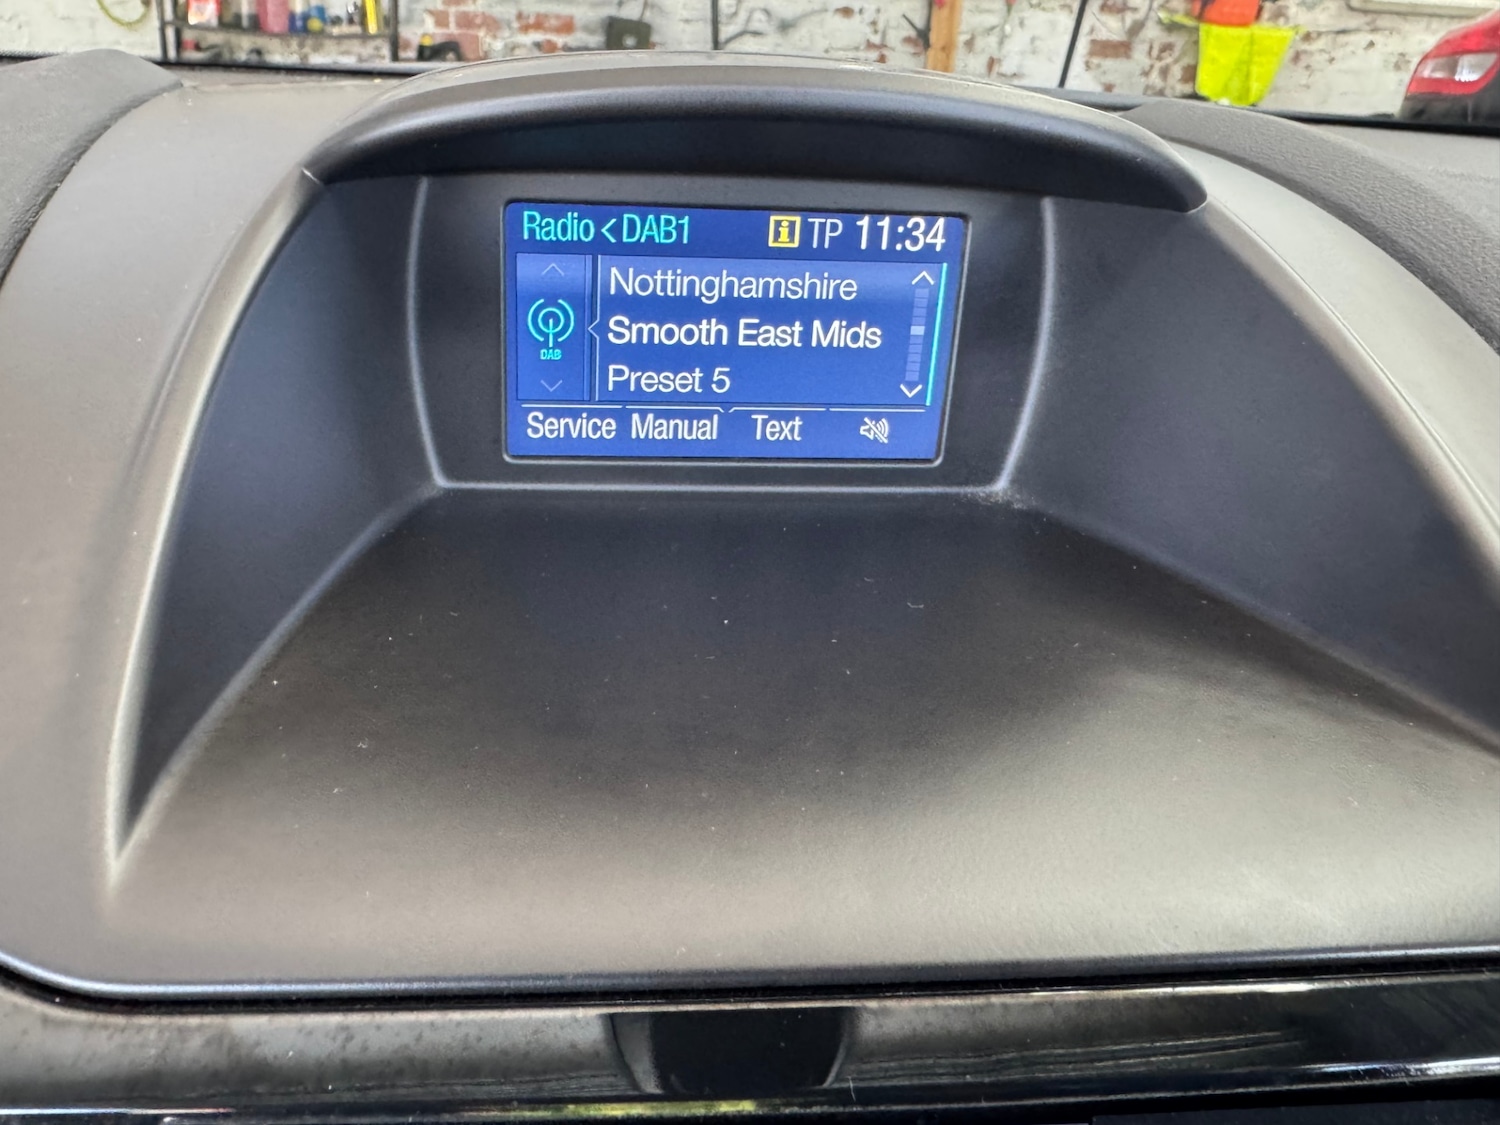 Radio < DAB1 i TP 11:34
Nottinghamshire
DAB
Smooth East Mids
Preset 5
Service Manual Text